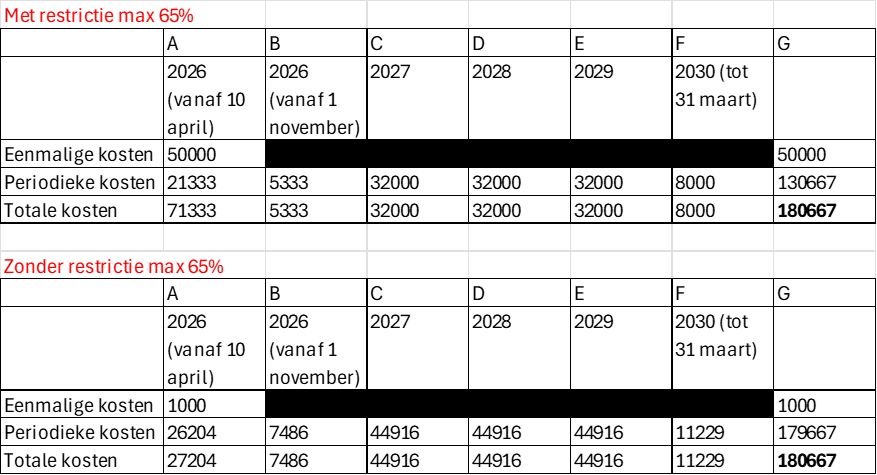 Met restrictie max 65%
A B C D E F G
2026 (vanaf 10 april) 2026 (vanaf 1 november) 2027 2028 2029 2030 (tot 31 maart)
Eenmalige kosten 50000 50000
Periodieke kosten 21333 5333 32000 32000 32000 8000 130667
Totale kosten 71333 5333 32000 32000 32000 8000 180667
Zonder restrictie max 65%
A B C D E F G
2026 (vanaf 10 april) 2026 (vanaf 1 november) 2027 2028 2029 2030 (tot 31 maart)
Eenmalige kosten 1000 1000
Periodieke kosten 26204 7486 44916 44916 44916 11229 179667
Totale kosten 27204 7486 44916 44916 44916 11229 180667